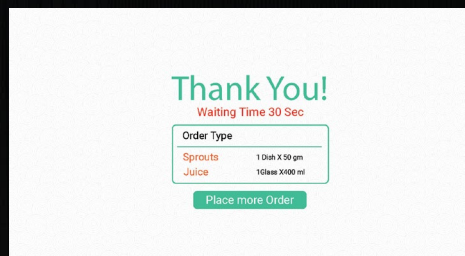 Thank You!
Waiting Time 30 Sec
Order Type
Sprouts 1 Dish X 50 gm
Juice 1Glass X400 ml
Place more Order